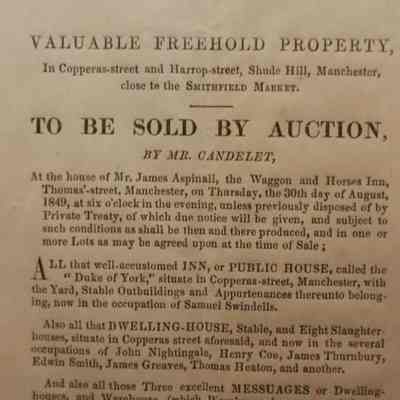 VALUABLE FREEHOLD PROPERTY,
In Copperas-street and Harrop-street, Shude Hill, Manchester,
close to the SMITHFIELD MARKET.
TO BE SOLD BY AUCTION,
BY MR. CANDELET,
At the house of Mr. James Aspinall, the Waggon and Horses Inn,
Thomas'-street, Manchester, on Thursday, the 30th day of August,
1849, at six o'clock in the evening, unless previously disposed of by
Private Treaty, of which due notice will be given, and subject to
such conditions as shall be then and there produced, and in one or
more Lots as may be agreed upon at the time of Sale;
ALL that well-accustomed INN, or PUBLIC HOUSE, called the
"Duke of York," situate in Copperas-street, Manchester, with
the Yard, Stable Outbuildings and Appurtenances thereunto belong-
ing, now in the occupation of Samuel Swindells.
Also all that DWELLING-HOUSE, Stable, and Eight Slaughter-
houses, situate in Copperas street aforesaid, and now in the several
occupations of John Nightingale, Henry Coe, James Thurnbury,
Edwin Smith, James Greaves, Thomas Heaton, and another.
And also all those Three excellent MESSUAGES or Dwelling-
houses, and Warehouse (which